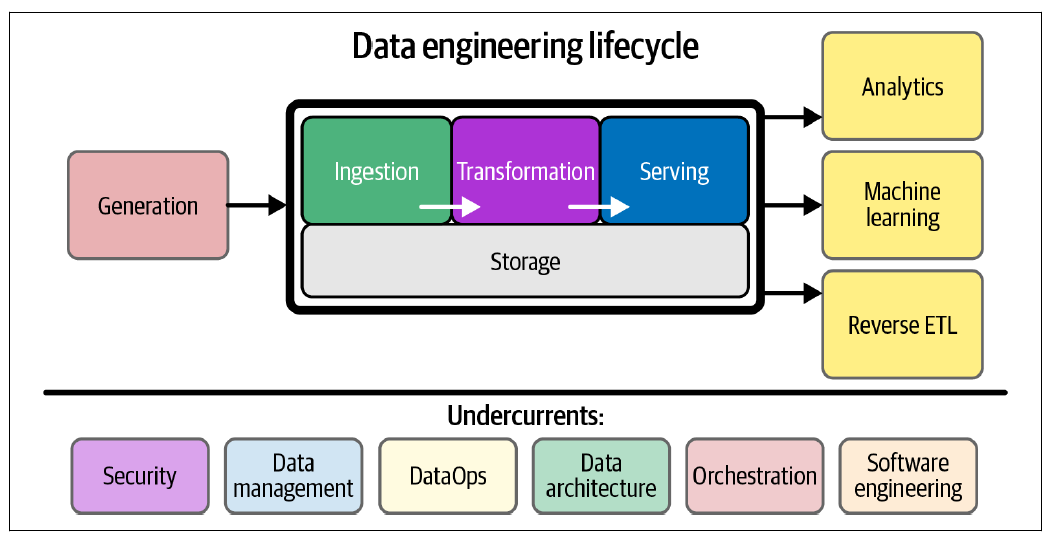 Data engineering lifecycle
Generation
Ingestion
Transformation
Serving
Storage
Analytics
Machine
learning
Reverse ETL
Undercurrents:
Security
Data
management
DataOps
Data
architecture
Orchestration
Software
engineering